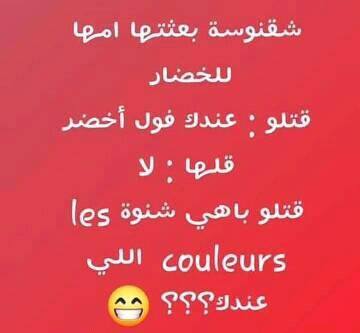 شقنوسة بعثتها امها
للخضار
قتلو : عندك فول أخضر
قلها : لا
قتلو باهي شنوة les
couleurs اللي
عندك؟؟؟ 😁